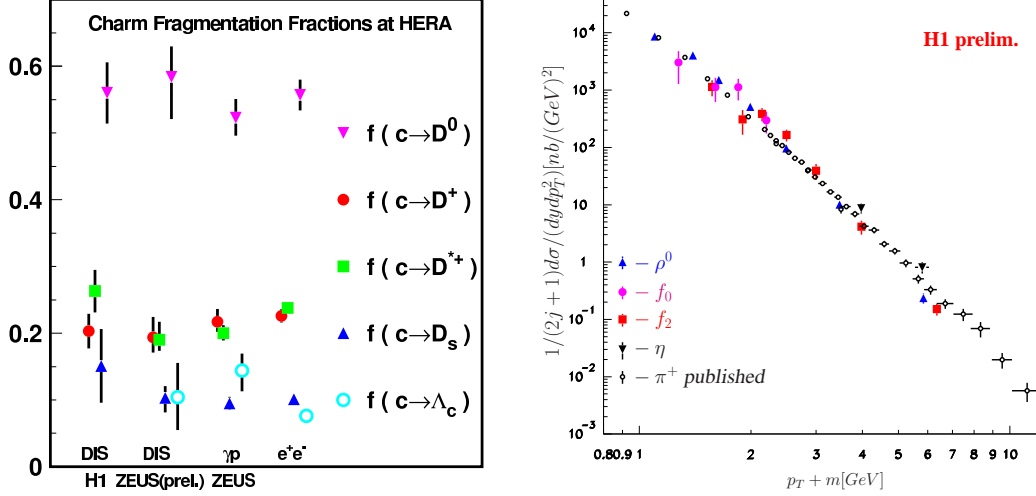 Charm Fragmentation Fractions at HERA
0.6
0.4
0.2
0
f ( c→D⁰)
f ( c→D⁺)
f ( c→D*⁺)
f ( c→Dₛ)
f ( c→Λ_c)
DIS DIS γp e⁺e⁻
H1 ZEUS(prel.) ZEUS
H1 prelim.
1/(2j + 1)dσ/(dydp_T²)[nb/(GeV)²]
10⁴
10³
10²
10
1
10⁻¹
10⁻²
10⁻³
– ρ⁰
– f₀
– f₂
– η
– π⁺ published
0.8 0.9 1 2 3 4 5 6 7 8 9 10
p_T + m[GeV]